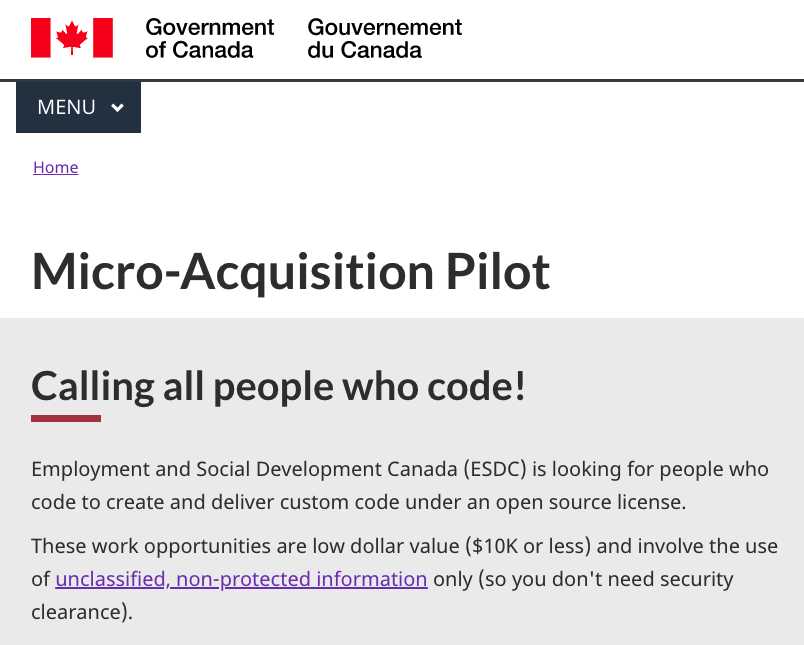 Government
of Canada
Gouvernement
du Canada
MENU
Home
Micro-Acquisition Pilot
Calling all people who code!
Employment and Social Development Canada (ESDC) is looking for people who
code to create and deliver custom code under an open source license.
These work opportunities are low dollar value ($10K or less) and involve the use
of unclassified, non-protected information only (so you don't need security
clearance).